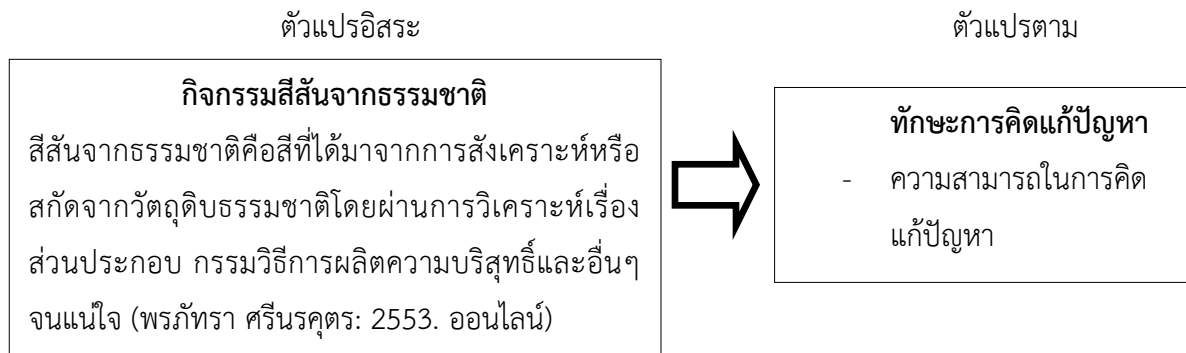 ตัวแปรอิสระ
ตัวแปรตาม
กิจกรรมสีสันจากธรรมชาติ
สีสันจากธรรมชาติคือสีที่ได้มาจากการสังเคราะห์หรือ
สกัดจากวัตถุดิบธรรมชาติโดยผ่านการวิเคราะห์เรื่อง
ส่วนประกอบ กรรมวิธีการผลิตความบริสุทธิ์และอื่นๆ
จนแน่ใจ (พรภัทรา ศรีนรคุตร: 2553. ออนไลน์)
ทักษะการคิดแก้ปัญหา
- ความสามารถในการคิด
แก้ปัญหา